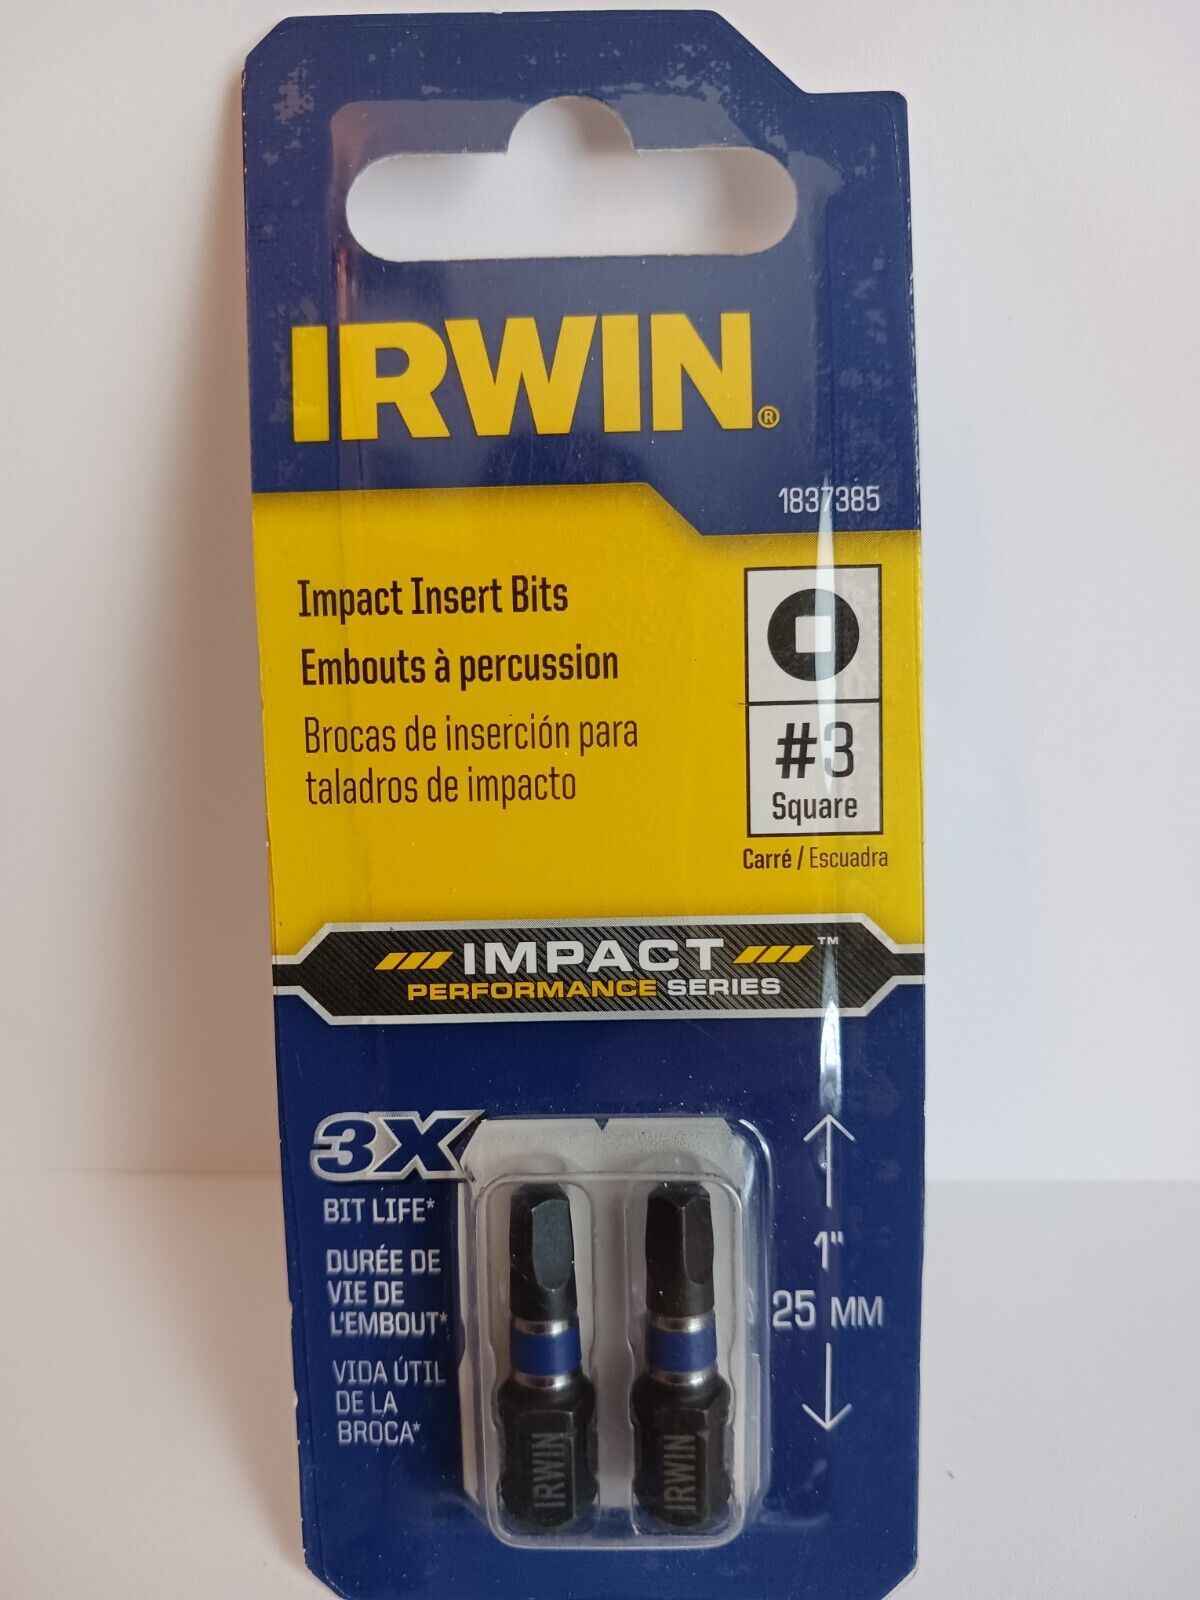 IRWIN®
1837385
Impact Insert Bits
Embouts à percussion
Brocas de inserción para
taladros de impacto
#3
Square
Carré / Escuadra
IMPACT™
PERFORMANCE SERIES
3X
BIT LIFE*
DURÉE DE
VIE DE
L'EMBOUT*
VIDA ÚTIL
DE LA
BROCA*
1"
25 MM
IRWIN
IRWIN